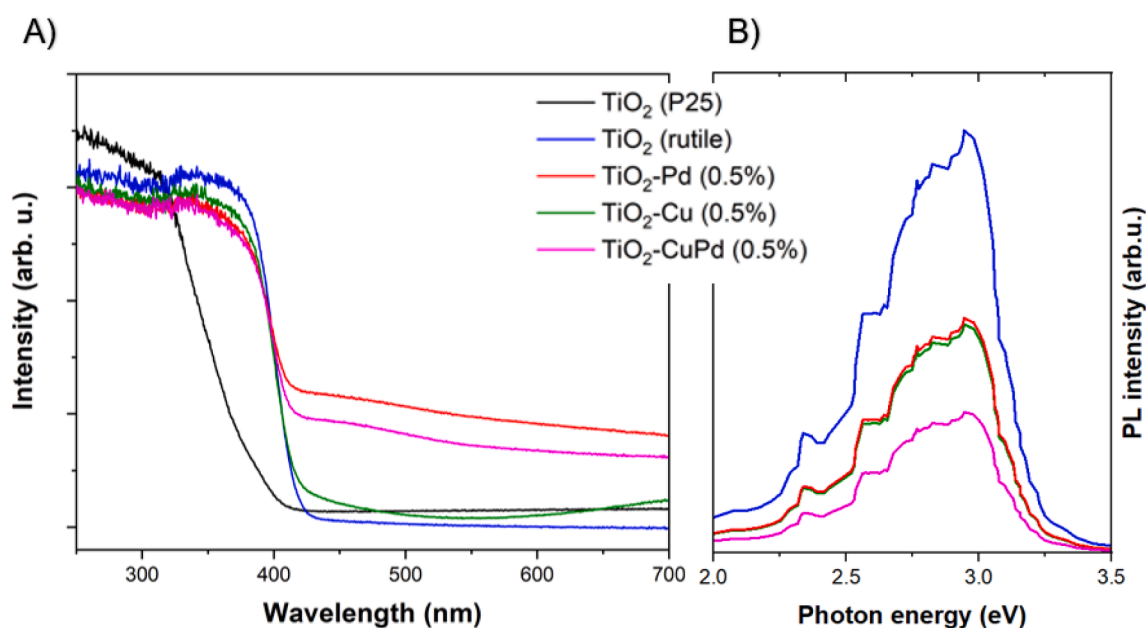 A)
B)
TiO₂ (P25)
TiO₂ (rutile)
TiO₂-Pd (0.5%)
TiO₂-Cu (0.5%)
TiO₂-CuPd (0.5%)
Intensity (arb. u.)
PL intensity (arb.u.)
300 400 500 600 700
2.0 2.5 3.0 3.5
Wavelength (nm)
Photon energy (eV)